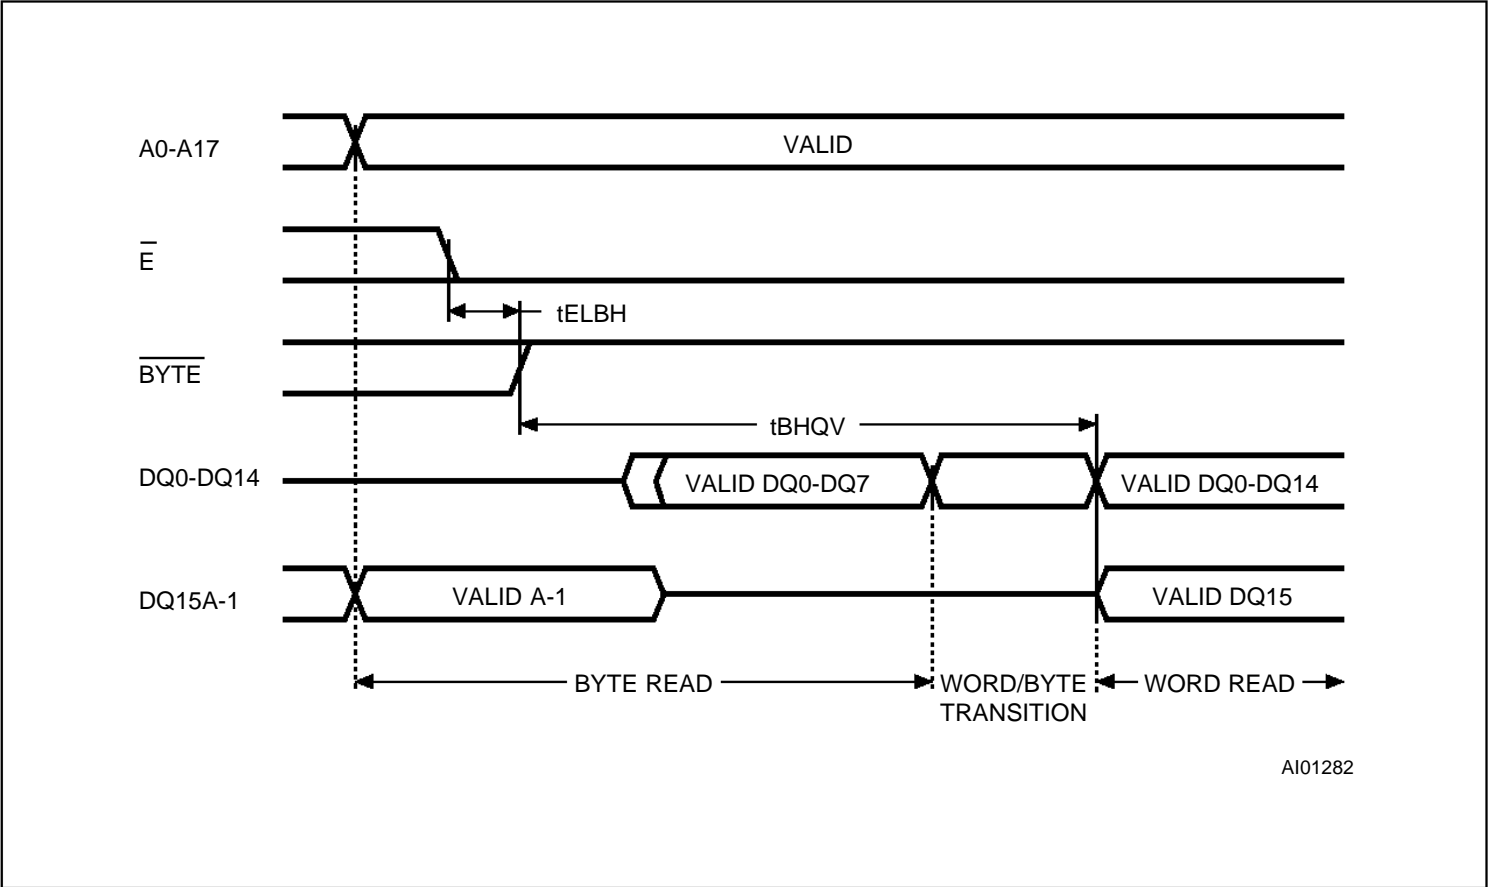 A0-A17
VALID
E
tELBH
BYTE
tBHQV
DQ0-DQ14
VALID DQ0-DQ7
VALID DQ0-DQ14
DQ15A-1
VALID A-1
VALID DQ15
BYTE READ
WORD/BYTE
TRANSITION
WORD READ
AI01282